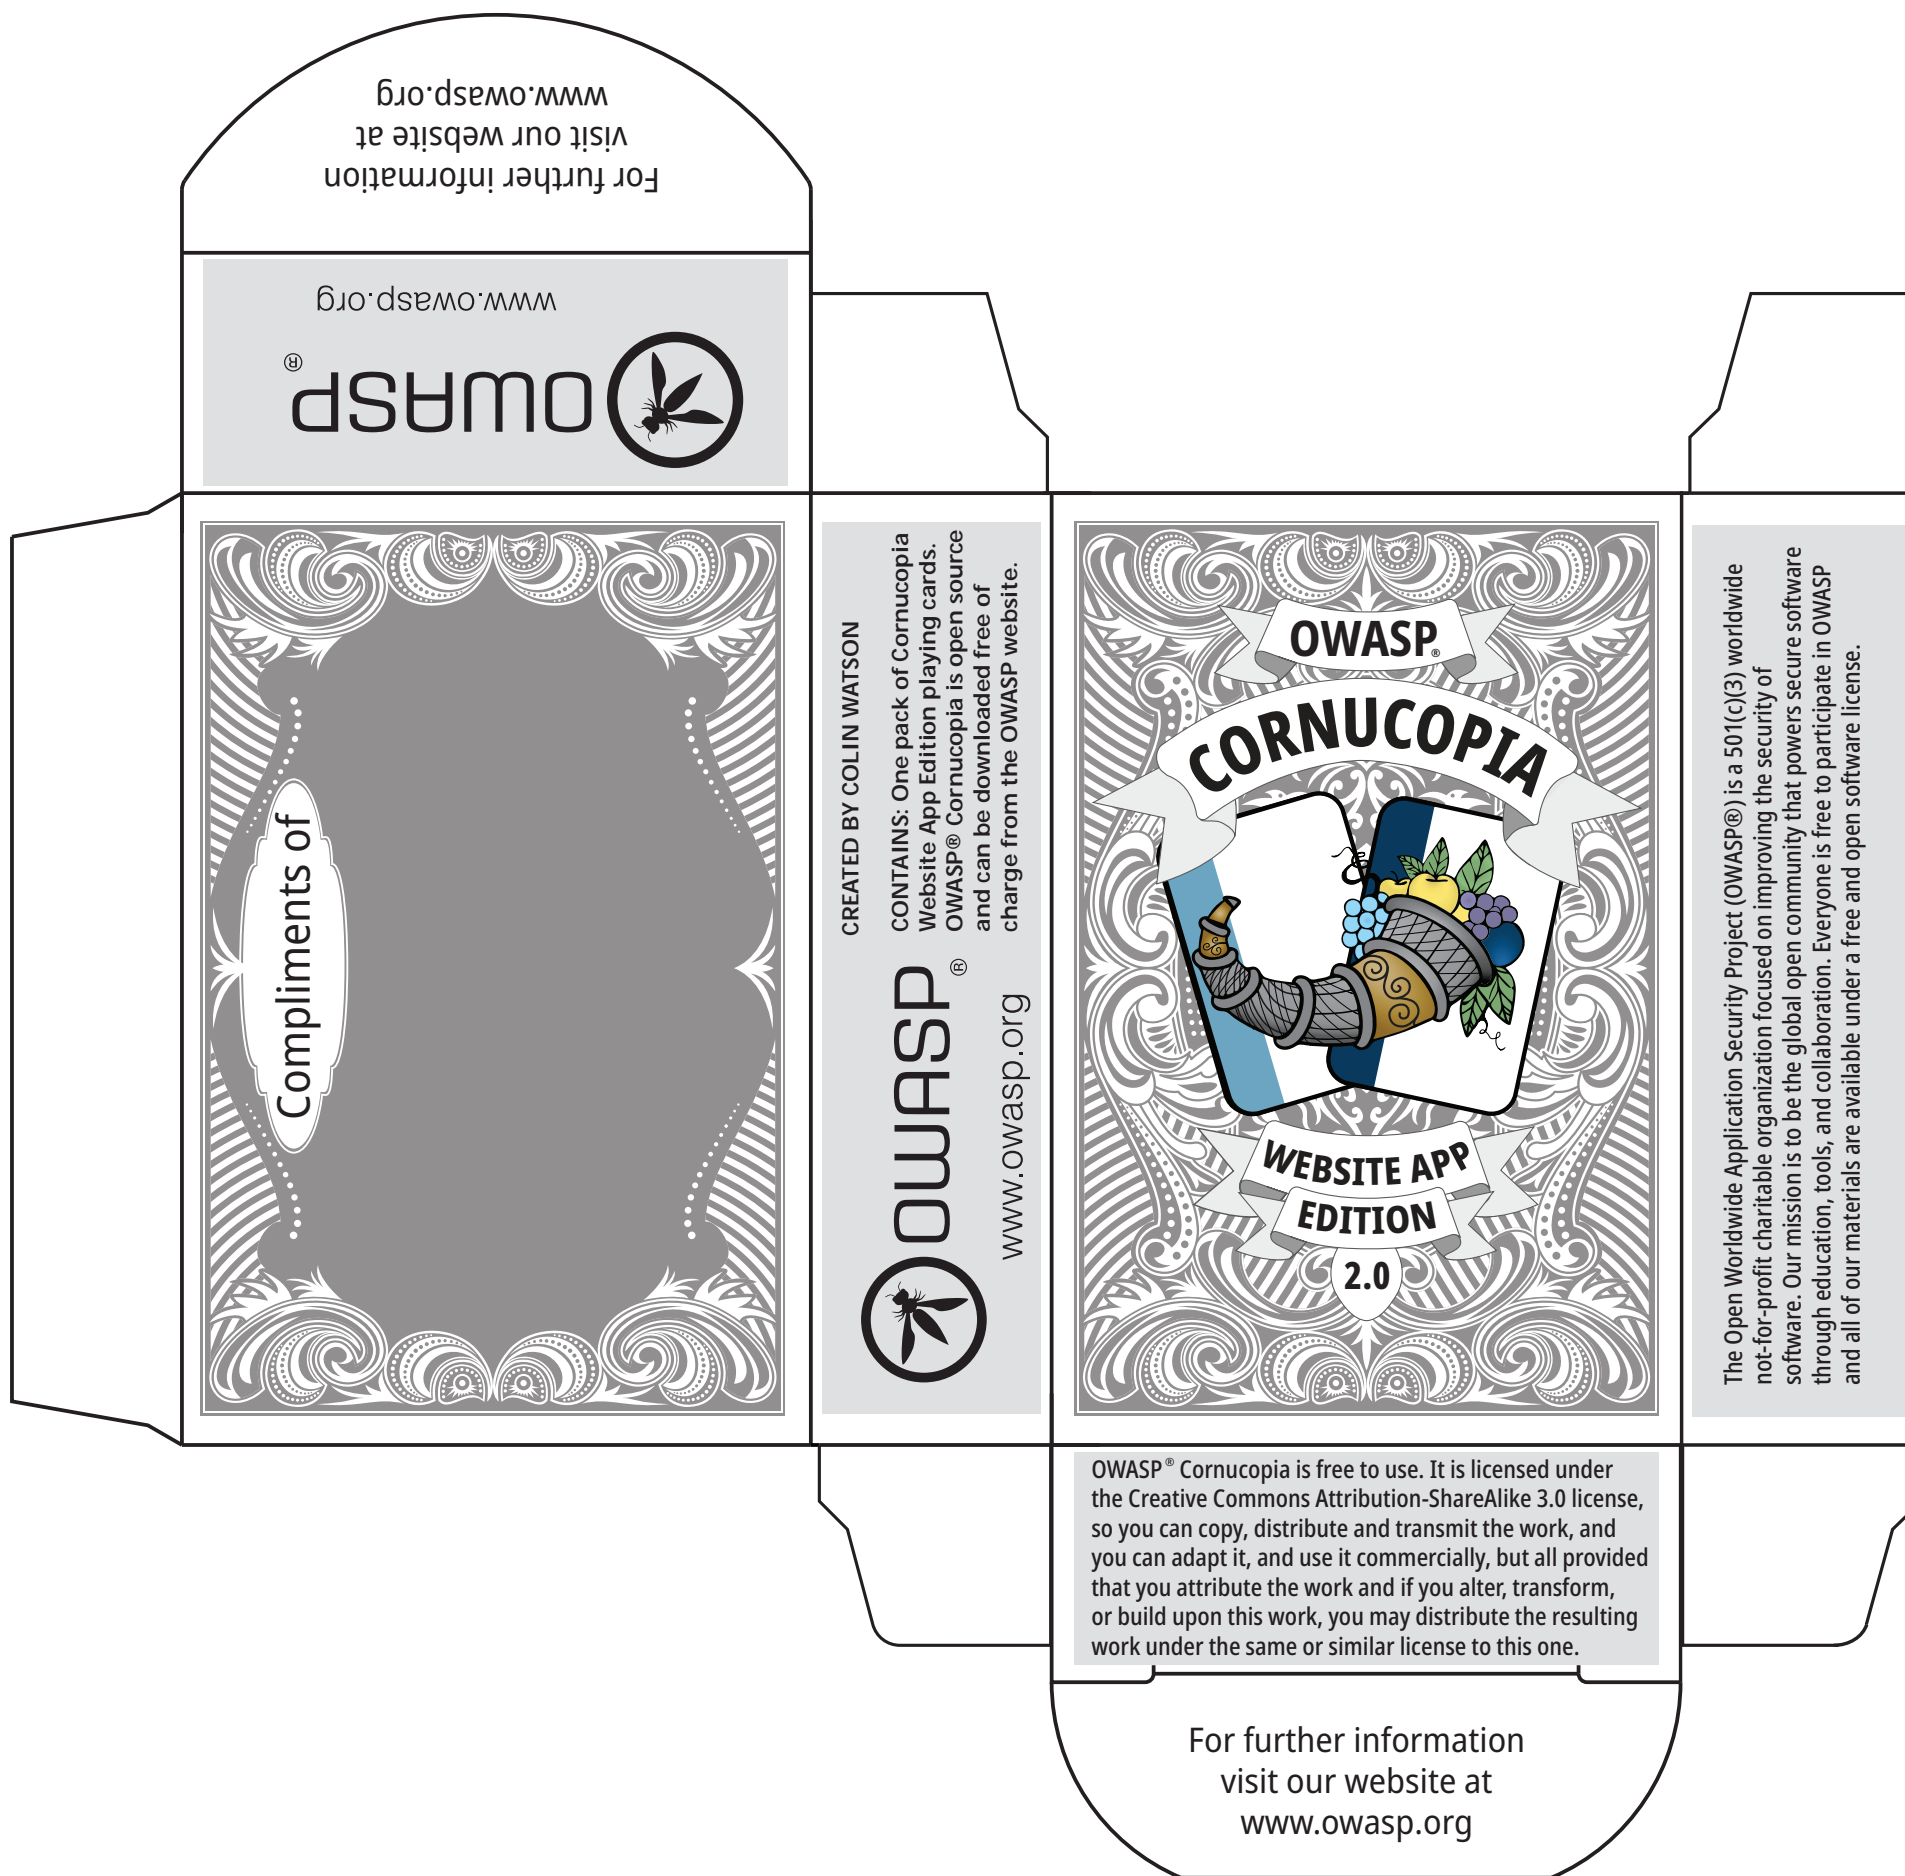 For further information
visit our website at
www.owasp.org
OWASP®
www.owasp.org
Compliments of
CREATED BY COLIN WATSON
CONTAINS: One pack of Cornucopia
Website App Edition playing cards.
OWASP® Cornucopia is open source
and can be downloaded free of
charge from the OWASP website.
OWASP®
www.owasp.org
OWASP®
CORNUCOPIA
WEBSITE APP
EDITION
2.0
The Open Worldwide Application Security Project (OWASP®) is a 501(c)(3) worldwide
not-for-profit charitable organization focused on improving the security of
software. Our mission is to be the global open community that powers secure software
through education, tools, and collaboration. Everyone is free to participate in OWASP
and all of our materials are available under a free and open software license.
OWASP® Cornucopia is free to use. It is licensed under
the Creative Commons Attribution-ShareAlike 3.0 license,
so you can copy, distribute and transmit the work, and
you can adapt it, and use it commercially, but all provided
that you attribute the work and if you alter, transform,
or build upon this work, you may distribute the resulting
work under the same or similar license to this one.
For further information
visit our website at
www.owasp.org